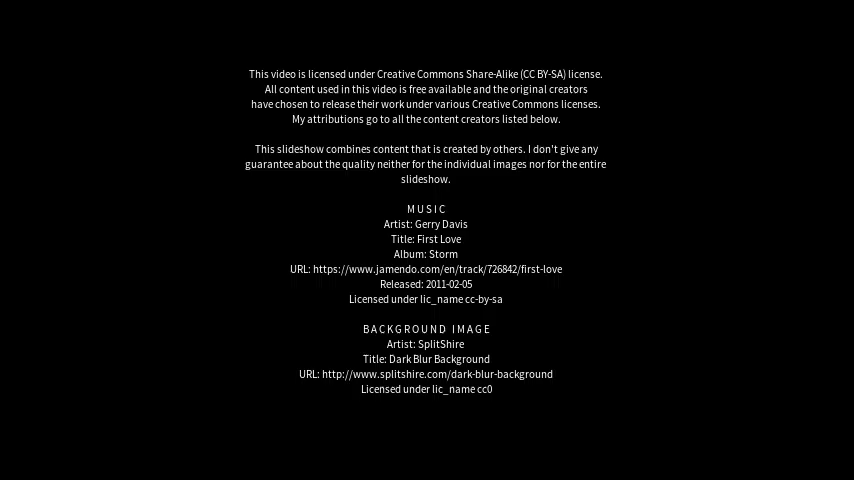 This video is licensed under Creative Commons Share-Alike (CC BY-SA) license.
All content used in this video is free available and the original creators
have chosen to release their work under various Creative Commons licenses.
My attributions go to all the content creators listed below.
This slideshow combines content that is created by others. I don't give any
guarantee about the quality neither for the individual images nor for the entire
slideshow.
MUSIC
Artist: Gerry Davis
Title: First Love
Album: Storm
URL: https://www.jamendo.com/en/track/726842/first-love
Released: 2011-02-05
Licensed under lic_name cc-by-sa
BACKGROUND IMAGE
Artist: SplitShire
Title: Dark Blur Background
URL: http://www.splitshire.com/dark-blur-background
Licensed under lic_name cc0